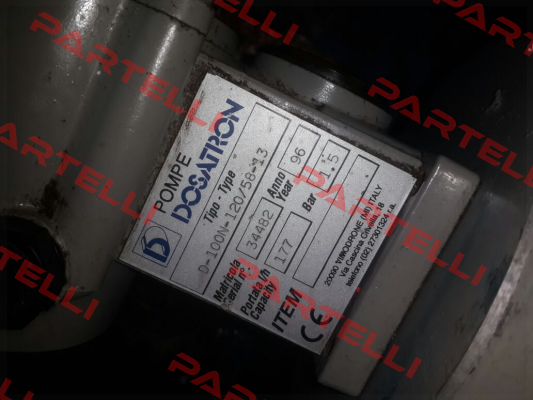 POMPE
DOSATRON
Tipo - Type
D-100N-120/58-13
Matricola
Serial n°
34482
Anno
Year
96
Portata l/h
Capacity
177
Bar
1.5
ITEM
CE
20090 VIMODRONE (MI) ITALY
Via Cascina Crivella, 18
telefono (02) 27301324 r.a.
PARTELLI
PARTELLI
PARTELLI
PARTELLI
PARTELLI
PARTELLI
PARTELLI